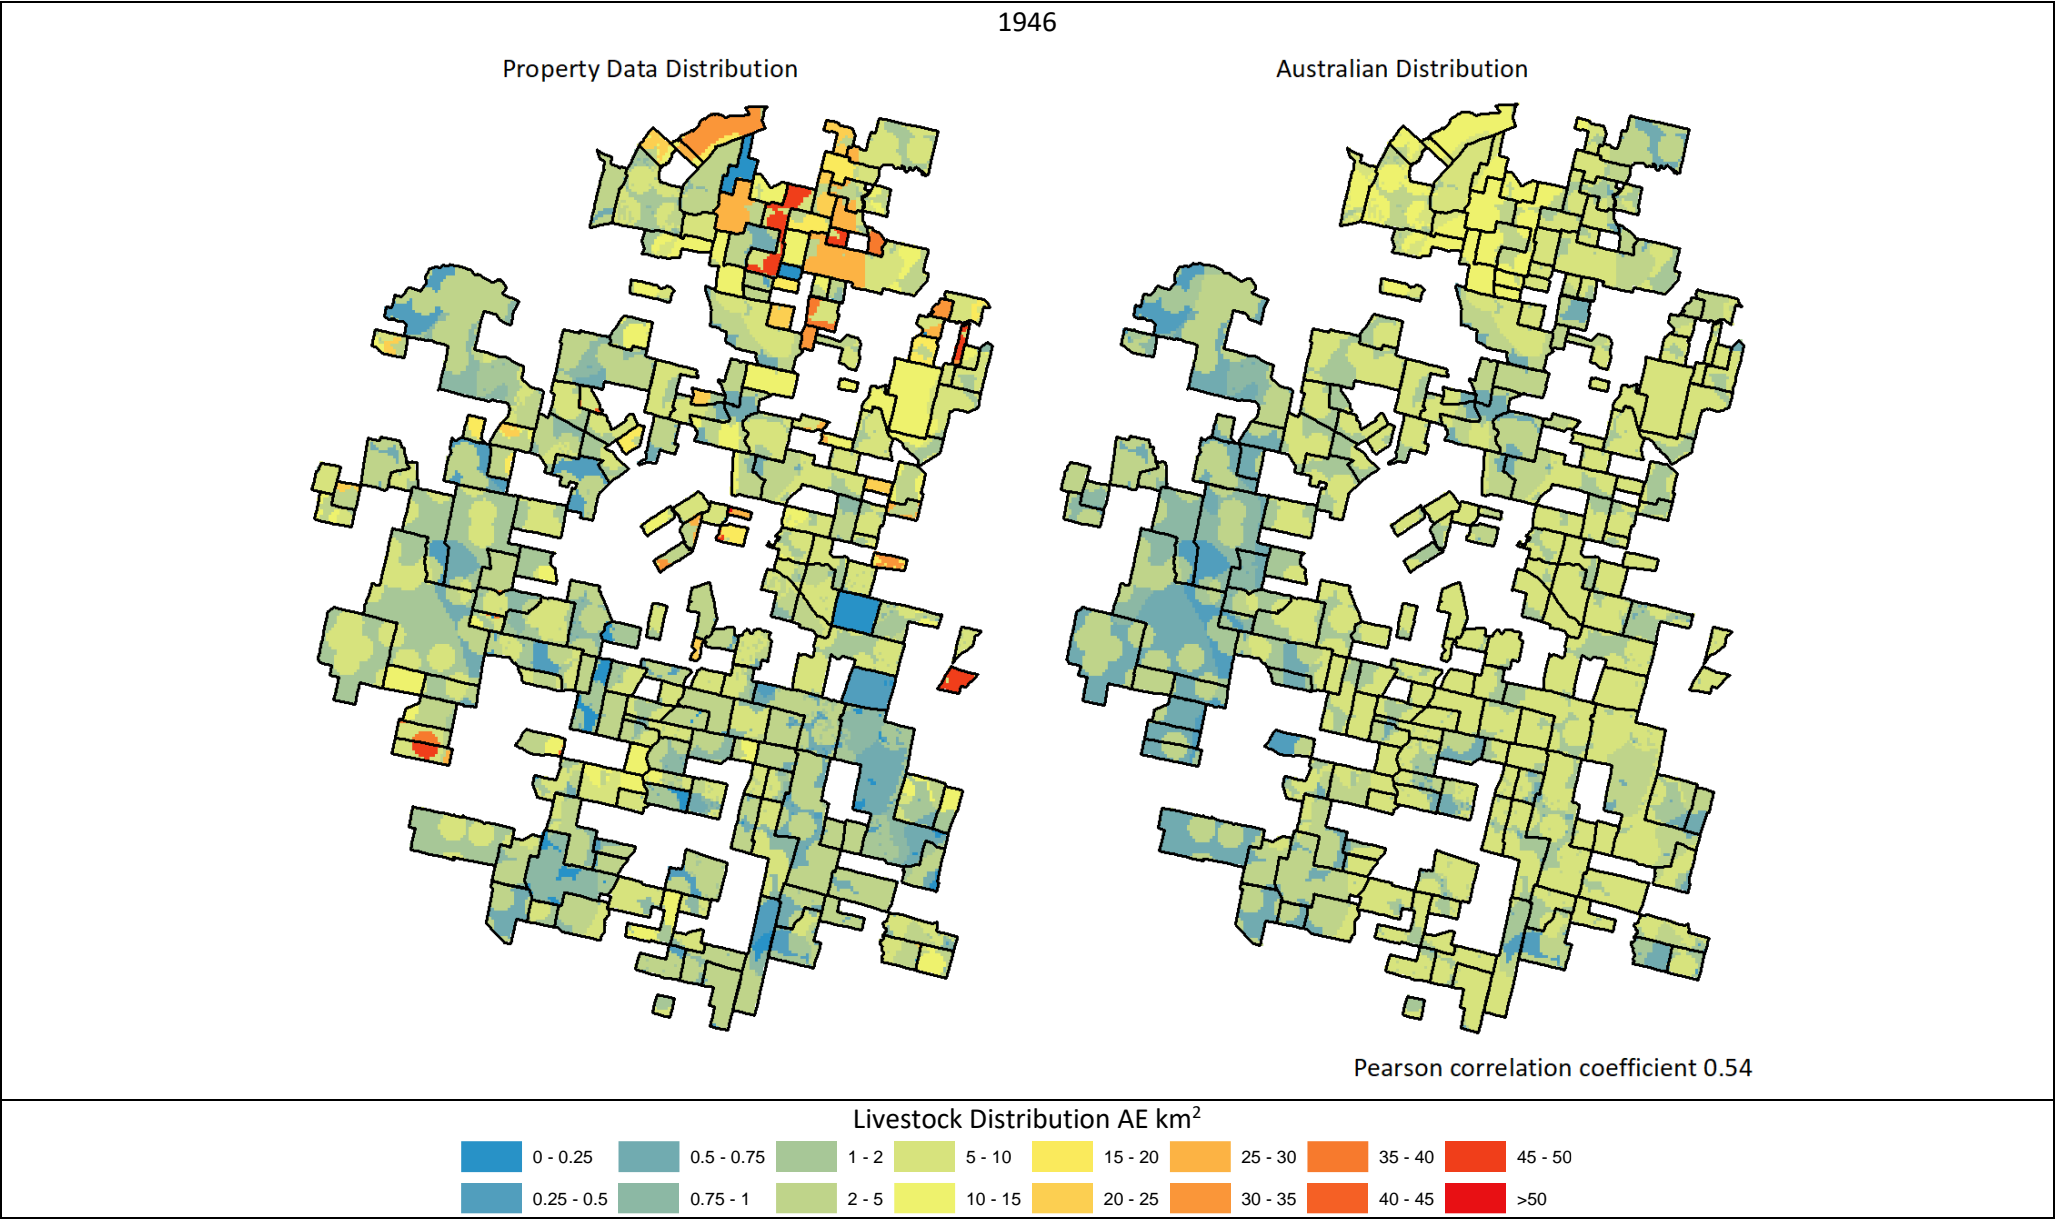 1946
Property Data Distribution
Australian Distribution
Pearson correlation coefficient 0.54
Livestock Distribution AE km²
0 - 0.25
0.5 - 0.75
1 - 2
5 - 10
15 - 20
25 - 30
35 - 40
45 - 50
0.25 - 0.5
0.75 - 1
2 - 5
10 - 15
20 - 25
30 - 35
40 - 45
>50